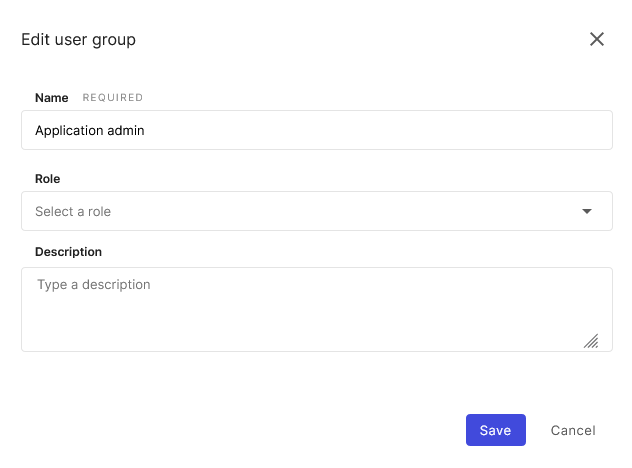 Edit user group
Name REQUIRED
Application admin
Role
Select a role
Description
Type a description
Save Cancel